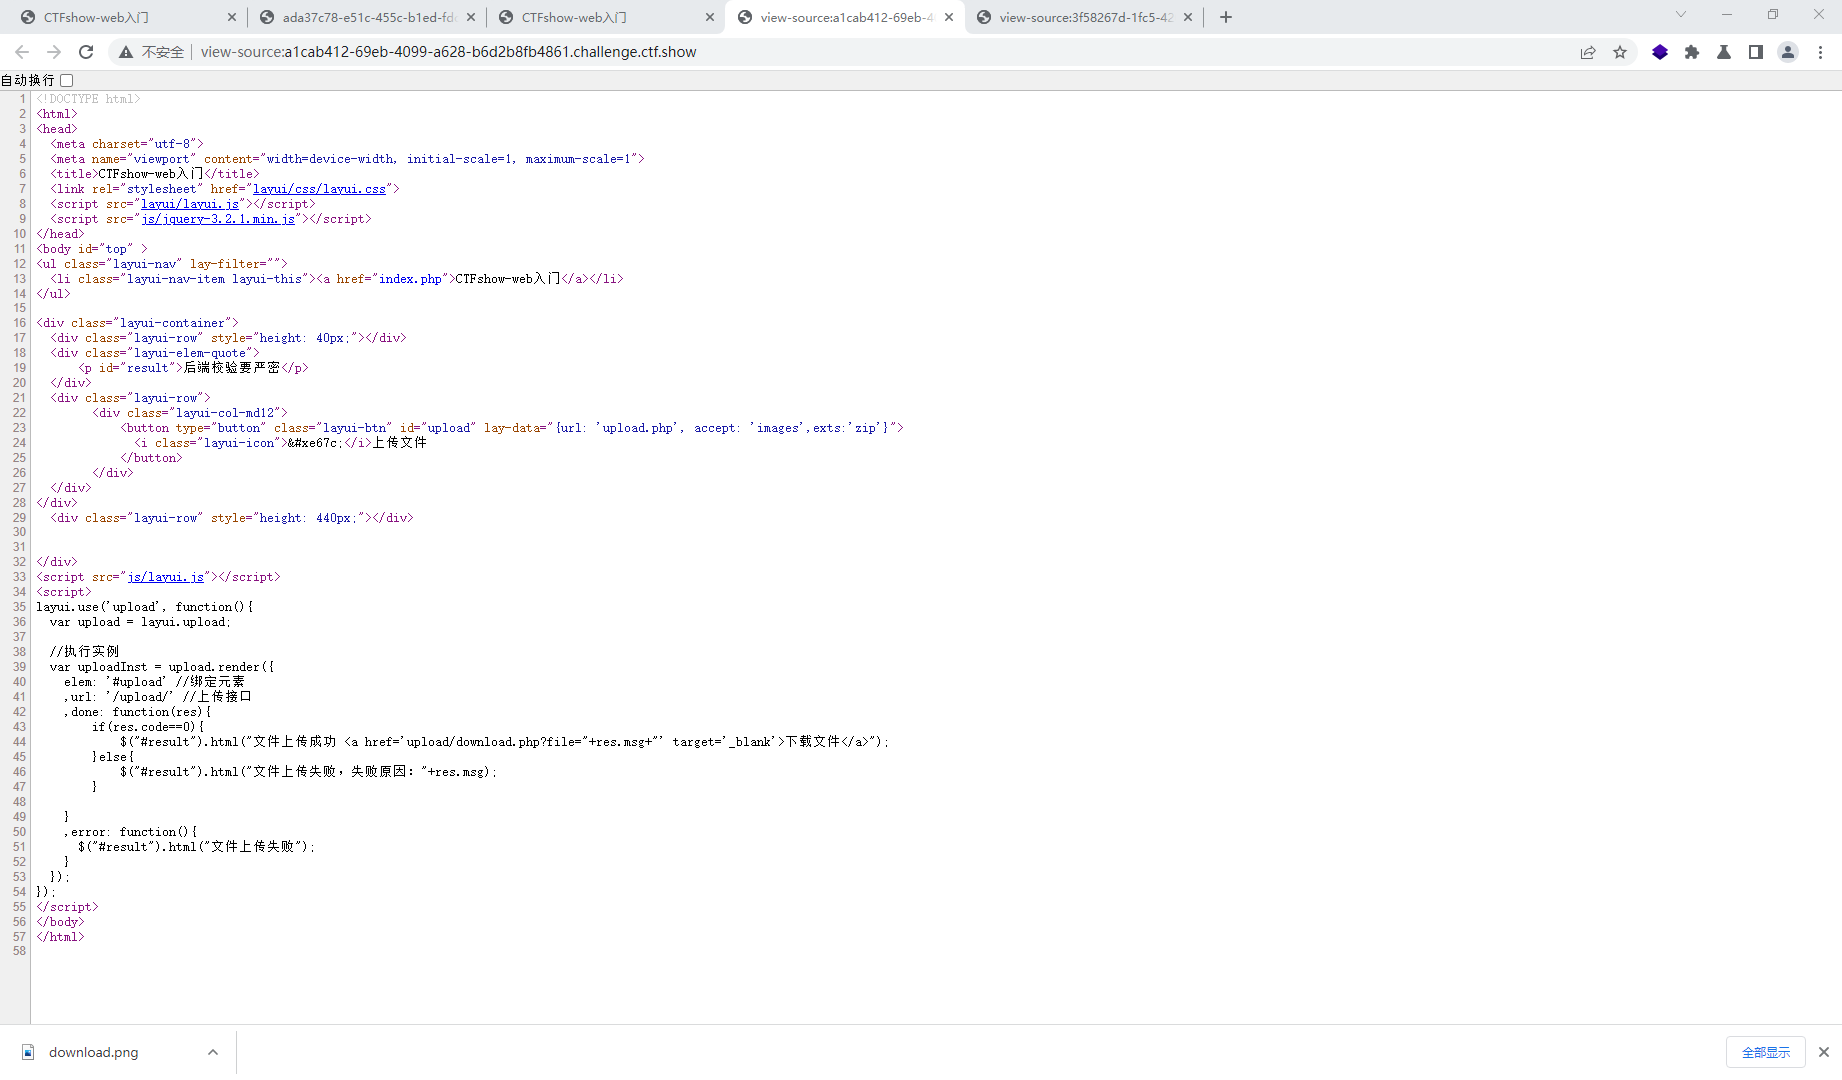 CTFshow-web入门
ada37c78-e51c-455c-b1ed-fd
CTFshow-web入门
view-source:a1cab412-69eb-4
view-source:3f58267d-1fc5-42
不安全
view-source:a1cab412-69eb-4099-a628-b6d2b8fb4861.challenge.ctf.show
自动换行
1 <!DOCTYPE html>
2 <html>
3 <head>
4 <meta charset="utf-8">
5 <meta name="viewport" content="width=device-width, initial-scale=1, maximum-scale=1">
6 <title>CTFshow-web入门</title>
7 <link rel="stylesheet" href="layui/css/layui.css">
8 <script src="layui/layui.js"></script>
9 <script src="js/jquery-3.2.1.min.js"></script>
10 </head>
11 <body id="top" >
12 <ul class="layui-nav" lay-filter="">
13 <li class="layui-nav-item layui-this"><a href="index.php">CTFshow-web入门</a></li>
14 </ul>
15
16 <div class="layui-container">
17 <div class="layui-row" style="height: 40px;"></div>
18 <div class="layui-elem-quote">
19 <p id="result">后端校验要严密</p>
20 </div>
21 <div class="layui-row">
22 <div class="layui-col-md12">
23 <button type="button" class="layui-btn" id="upload" lay-data="{url: 'upload.php', accept: 'images',exts:'zip'}">
24 <i class="layui-icon">&#xe67c;</i>上传文件
25 </button>
26 </div>
27 </div>
28 </div>
29 <div class="layui-row" style="height: 440px;"></div>
30
31
32 </div>
33 <script src="js/layui.js"></script>
34 <script>
35 layui.use('upload', function(){
36 var upload = layui.upload;
37
38 //执行实例
39 var uploadInst = upload.render({
40 elem: '#upload' //绑定元素
41 ,url: '/upload/' //上传接口
42 ,done: function(res){
43 if(res.code==0){
44 $("#result").html("文件上传成功 <a href='upload/download.php?file="+res.msg+"' target='_blank'>下载文件</a>");
45 }else{
46 $("#result").html("文件上传失败，失败原因："+res.msg);
47 }
48
49 }
50 ,error: function(){
51 $("#result").html("文件上传失败");
52 }
53 });
54 });
55 </script>
56 </body>
57 </html>
58
download.png
全部显示